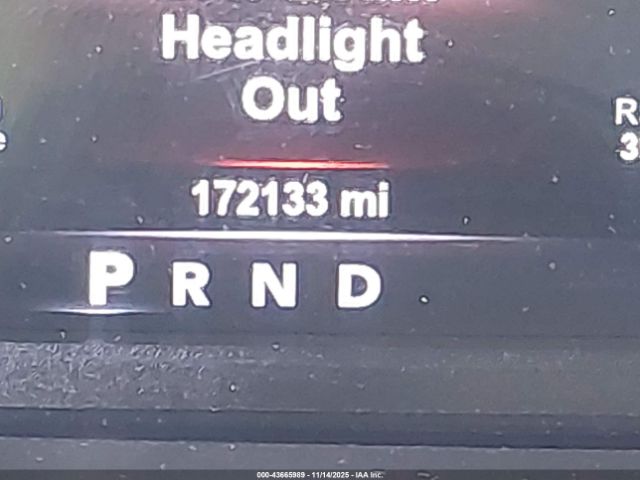 Headlight
Out
172133 mi
P R N D
000-43665989 - 11/14/2025 - IAA Inc.